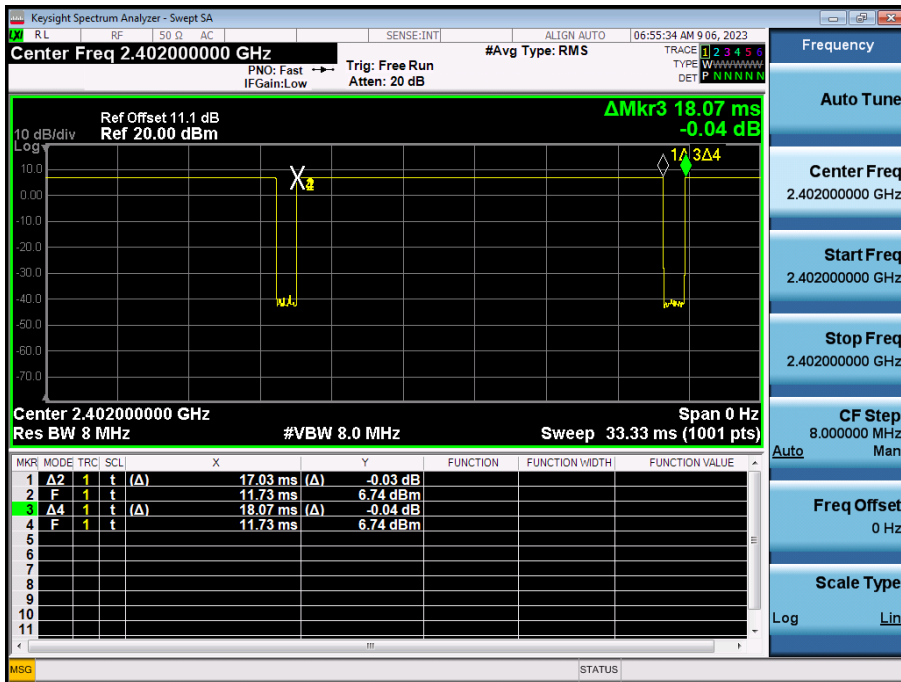 Keysight Spectrum Analyzer - Swept SA
LXI RL RF 50 Ω AC SENSE:INT ALIGN AUTO 06:55:34 AM 9 06, 2023
Center Freq 2.402000000 GHz #Avg Type: RMS TRACE 1 2 3 4 5 6
PNO: Fast Trig: Free Run TYPE W W W W W W
IFGain:Low Atten: 20 dB DET P N N N N N
ΔMkr3 18.07 ms
-0.04 dB
Ref Offset 11.1 dB
10 dB/div Ref 20.00 dBm
Log
10.0
0.00
-10.0
-20.0
-30.0
-40.0
-50.0
-60.0
-70.0
X
1Δ 3Δ4
Center 2.402000000 GHz Span 0 Hz
Res BW 8 MHz #VBW 8.0 MHz Sweep 33.33 ms (1001 pts)
MKR MODE TRC SCL X Y FUNCTION FUNCTION WIDTH FUNCTION VALUE
1 Δ2 1 t (Δ) 17.03 ms (Δ) -0.03 dB
2 F 1 t 11.73 ms 6.74 dBm
3 Δ4 1 t (Δ) 18.07 ms (Δ) -0.04 dB
4 F 1 t 11.73 ms 6.74 dBm
5
6
7
8
9
10
11
MSG STATUS
Frequency
Auto Tune
Center Freq
2.402000000 GHz
Start Freq
2.402000000 GHz
Stop Freq
2.402000000 GHz
CF Step
8.000000 MHz
Auto Man
Freq Offset
0 Hz
Scale Type
Log Lin